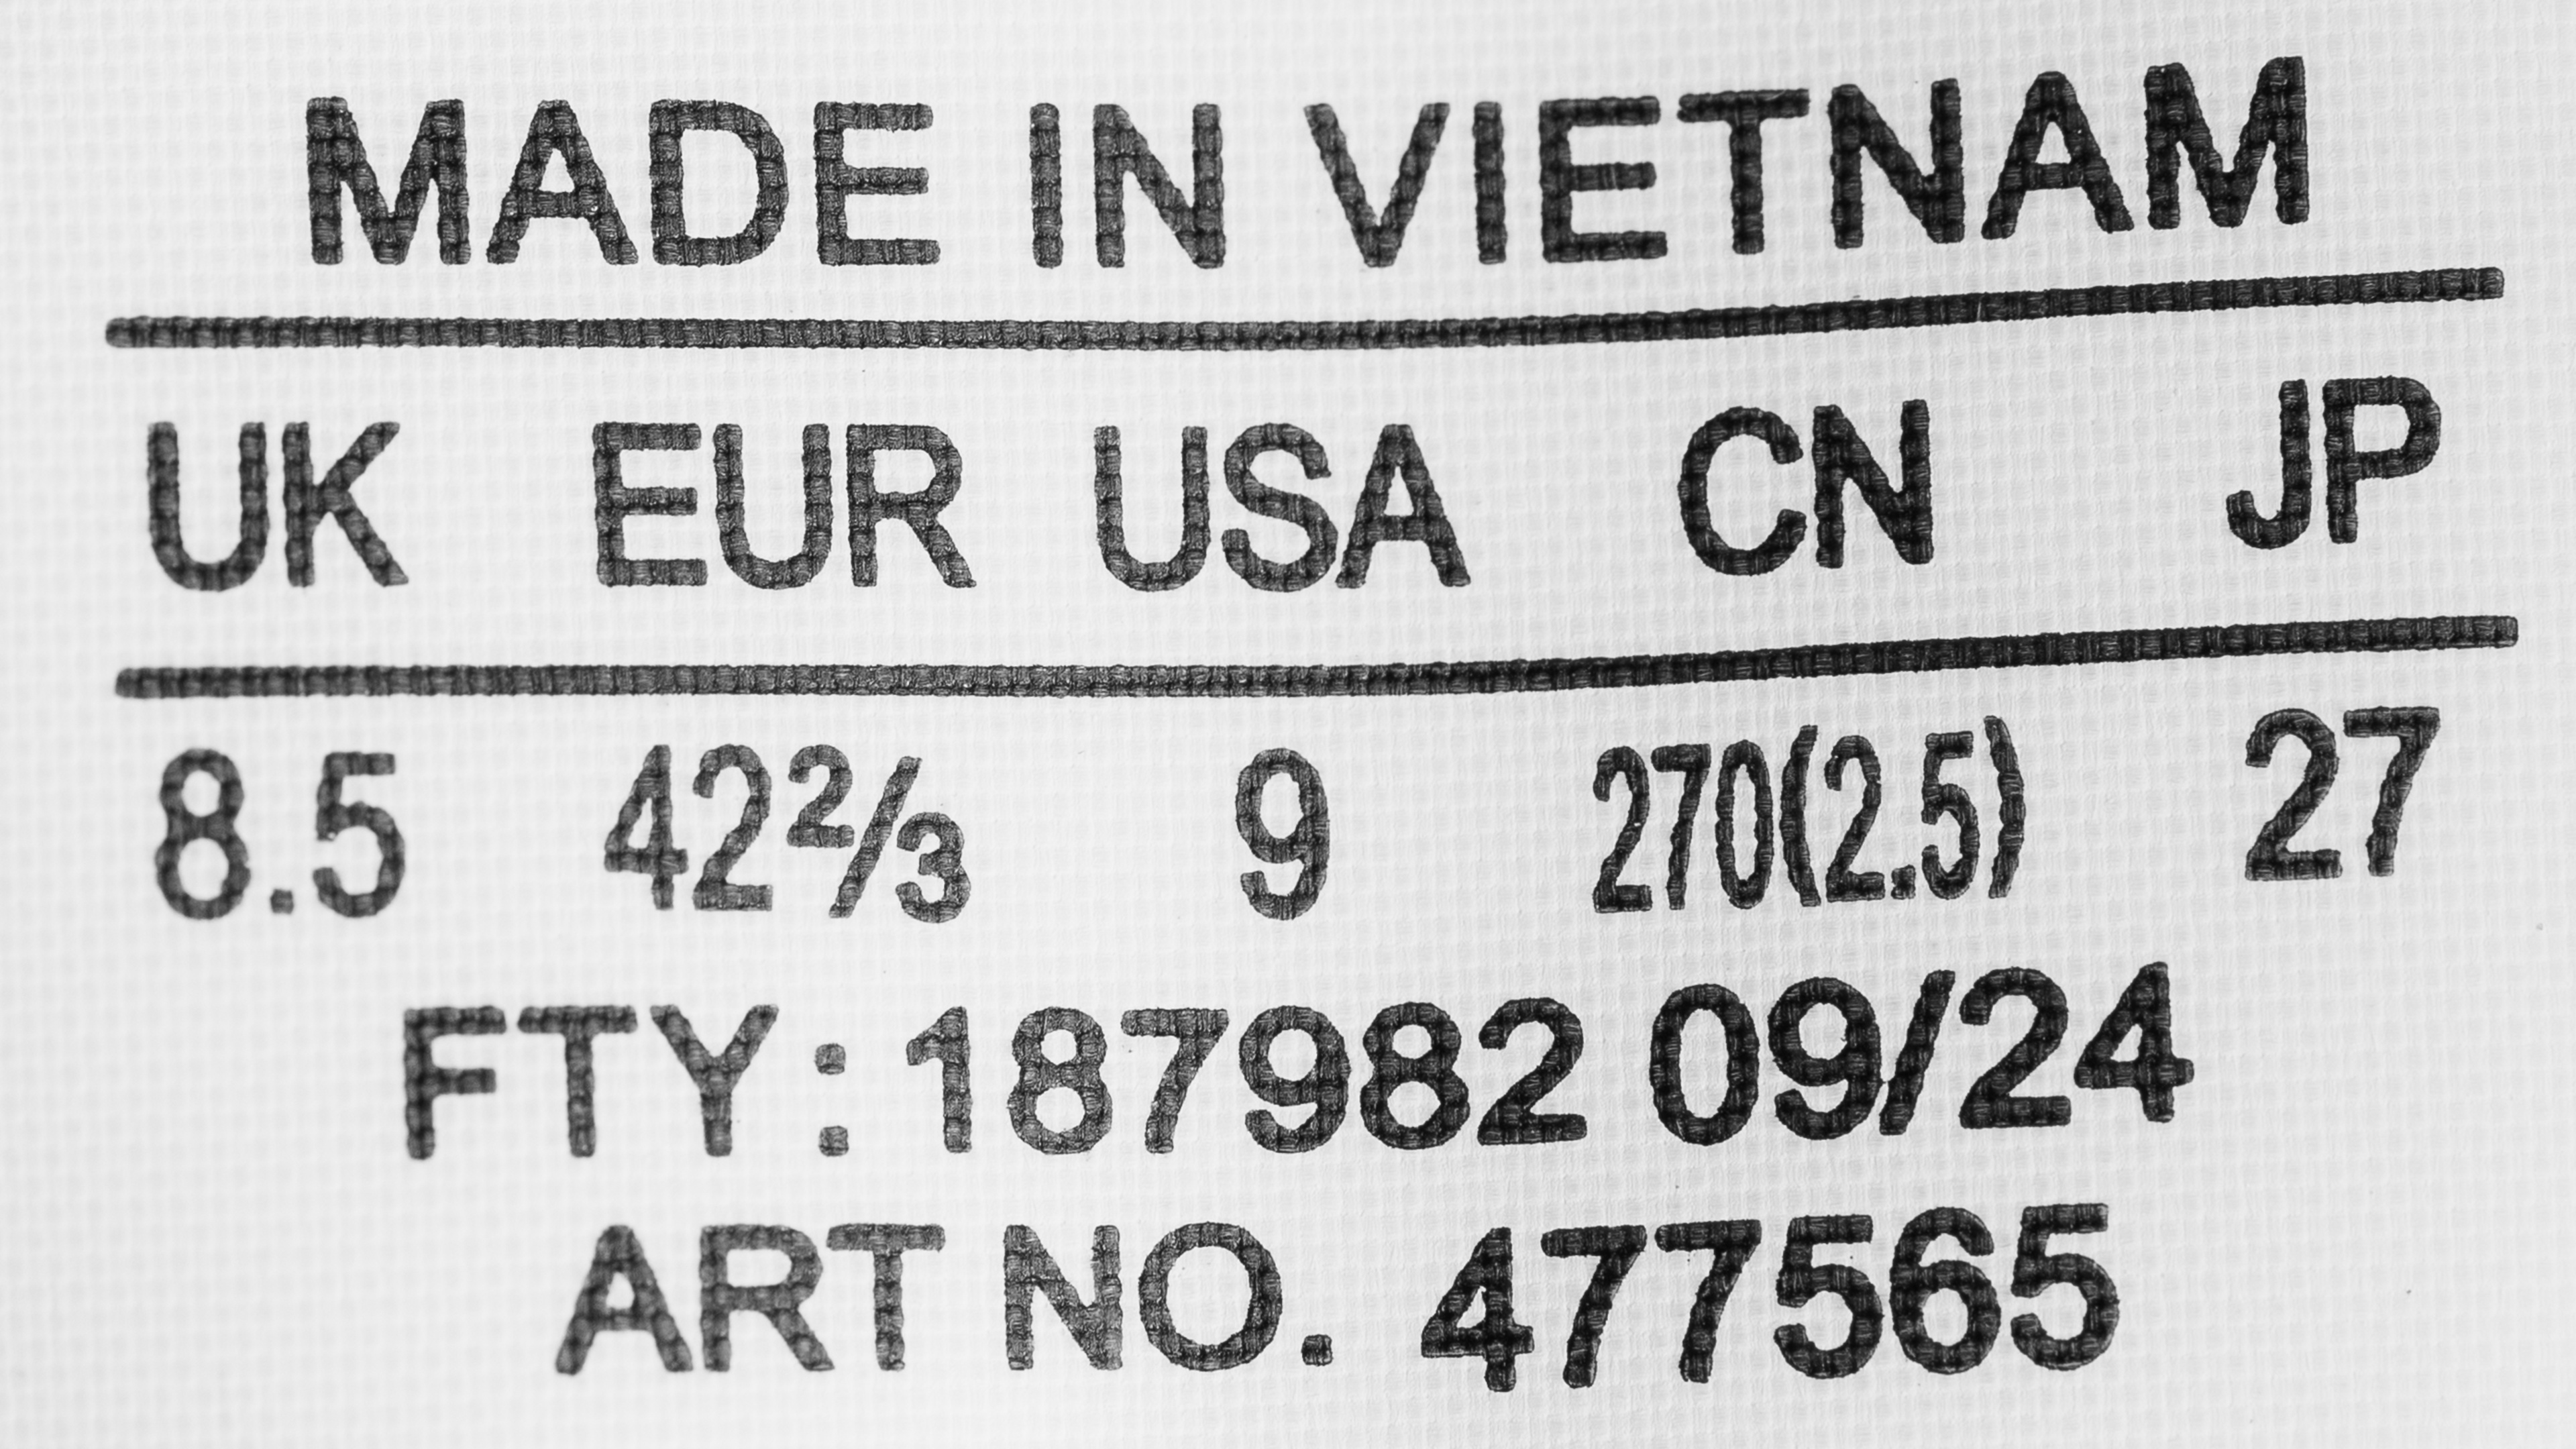 MADE IN VIETNAM
UK EUR USA CN JP
8.5 42⅔ 9 270(2.5) 27
FTY: 187982 09/24
ART NO. 477565